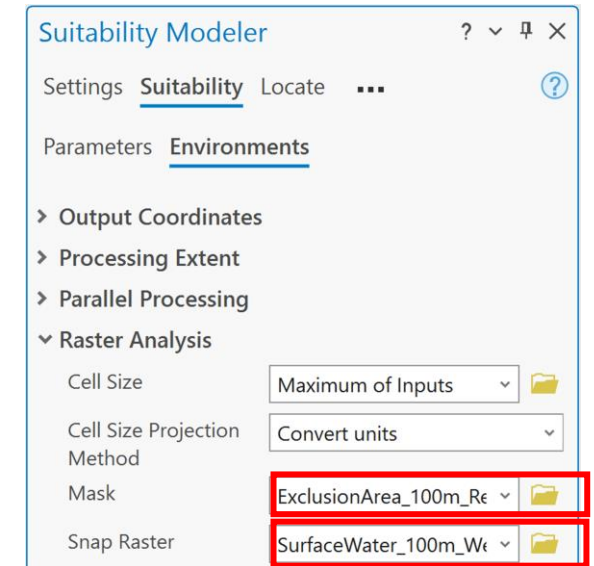 Suitability Modeler ?
Settings Suitability Locate ... ?
Parameters Environments
Output Coordinates
Processing Extent
Parallel Processing
Raster Analysis
Cell Size Maximum of Inputs
Cell Size Projection Method Convert units
Mask ExclusionArea_100m_Re
Snap Raster SurfaceWater_100m_We